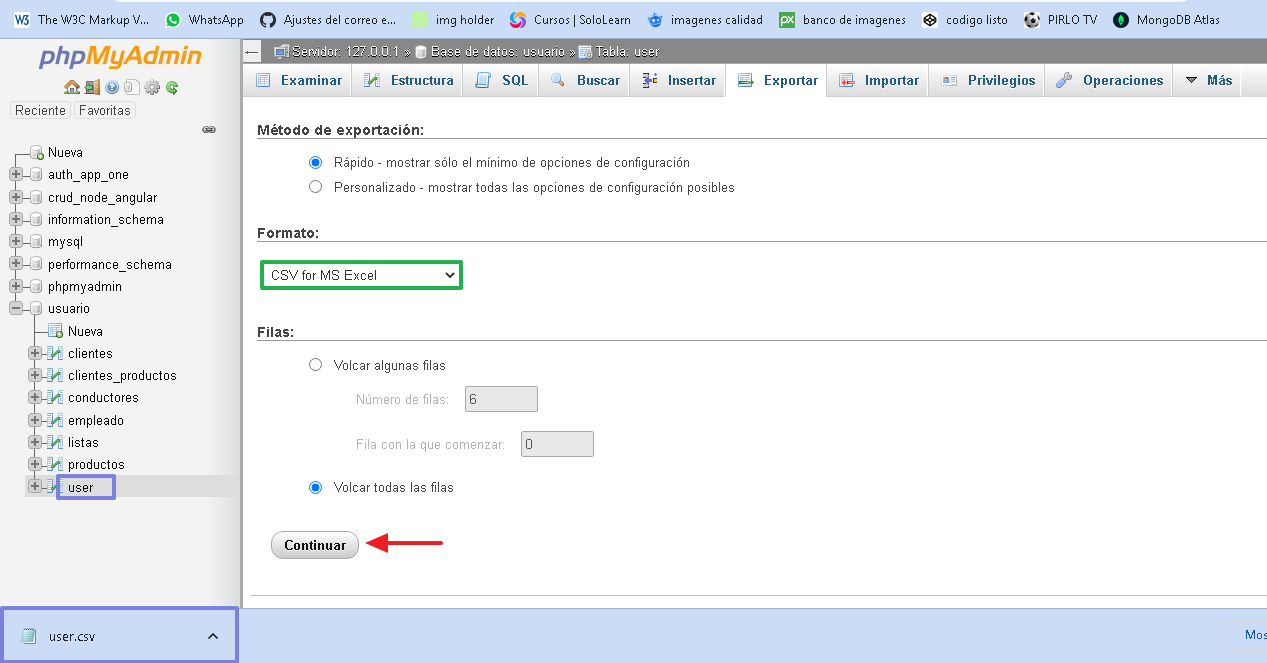 The W3C Markup V... WhatsApp Ajustes del correo e... img holder Cursos | SoloLearn imagenes calidad banco de imagenes codigo listo PIRLO TV MongoDB Atlas
phpMyAdmin
Servidor: 127.0.0.1 » Base de datos: usuario » Tabla: user
Examinar Estructura SQL Buscar Insertar Exportar Importar Privilegios Operaciones Más
Reciente Favoritas
Nueva
auth_app_one
crud_node_angular
information_schema
mysql
performance_schema
phpmyadmin
usuario
Nueva
clientes
clientes_productos
conductores
empleado
listas
productos
user
Método de exportación:
Rápido - mostrar sólo el mínimo de opciones de configuración
Personalizado - mostrar todas las opciones de configuración posibles
Formato:
CSV for MS Excel
Filas:
Volcar algunas filas
Número de filas: 6
Fila con la que comenzar: 0
Volcar todas las filas
Continuar
user.csv
Mos